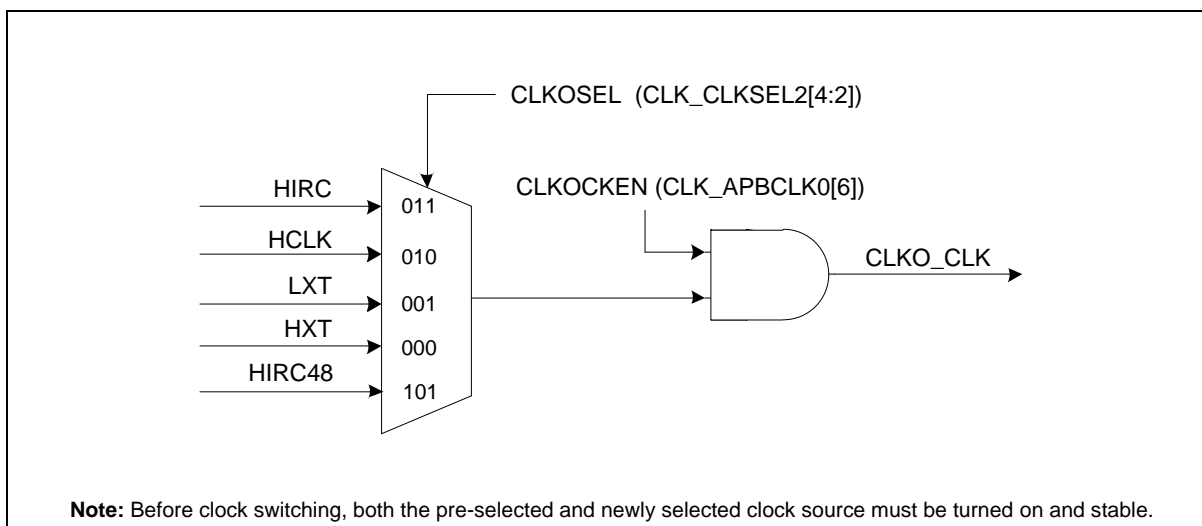 CLKOSEL (CLK_CLKSEL2[4:2])
CLKOCKEN (CLK_APBCLK0[6])
HIRC
011
HCLK
010
CLKO_CLK
LXT
001
HXT
000
HIRC48
101
Note: Before clock switching, both the pre-selected and newly selected clock source must be turned on and stable.